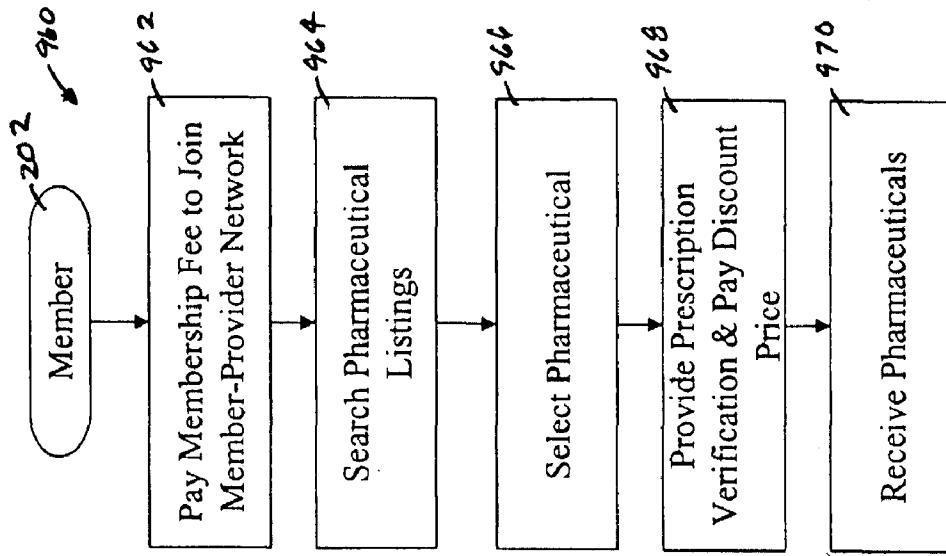 960
202
Member
962
Pay Membership Fee to Join
Member-Provider Network
964
Search Pharmaceutical
Listings
966
Select Pharmaceutical
968
Provide Prescription
Verification & Pay Discount
Price
970
Receive Pharmaceuticals